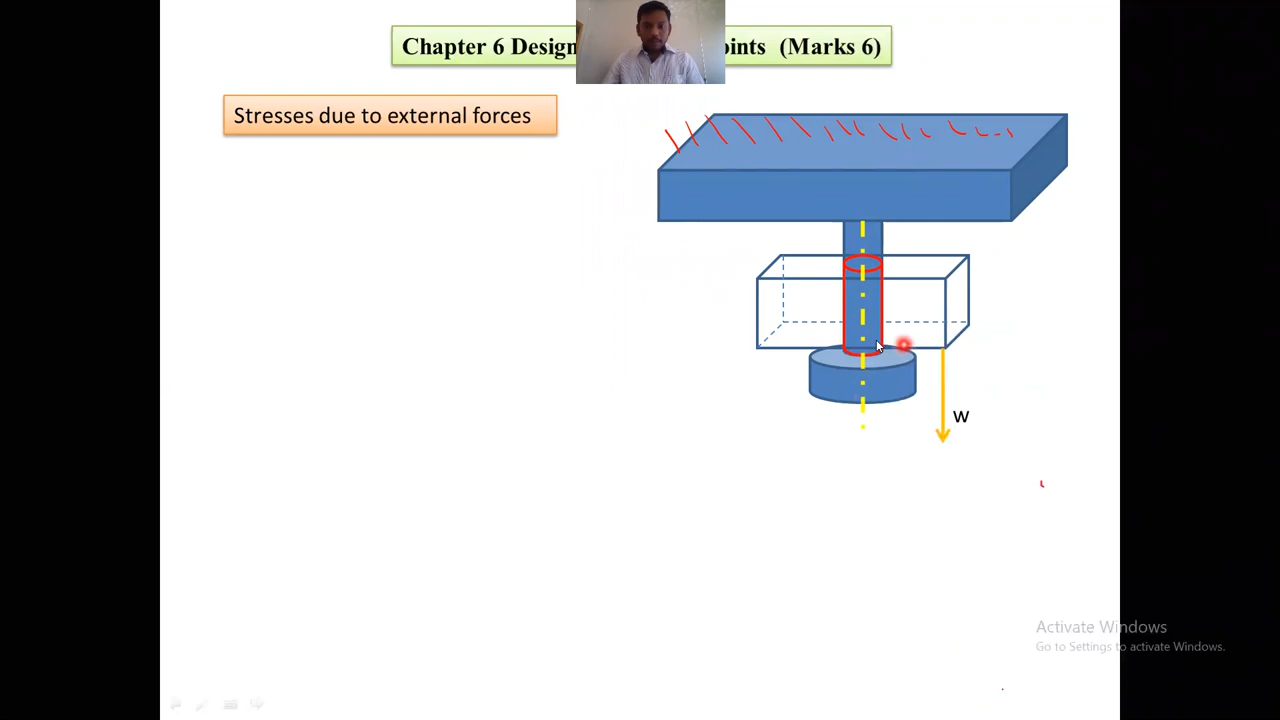 Chapter 6 Design oints (Marks 6)
Stresses due to external forces
W
Activate Windows
Go to Settings to activate Windows.